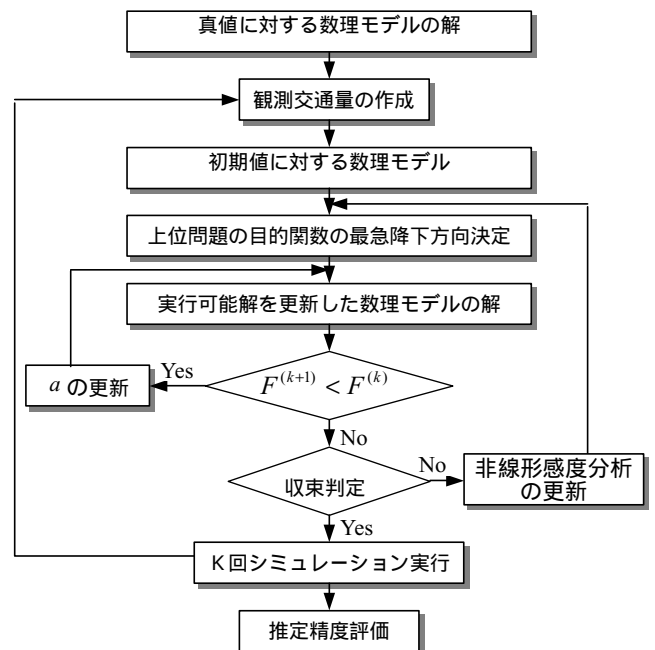 真値に対する数理モデルの解
観測交通量の作成
初期値に対する数理モデル
上位問題の目的関数の最急降下方向決定
実行可能解を更新した数理モデルの解
F^(k+1) < F^(k)
Yes
a の更新
No
収束判定
No
非線形感度分析
の更新
Yes
K回シミュレーション実行
推定精度評価